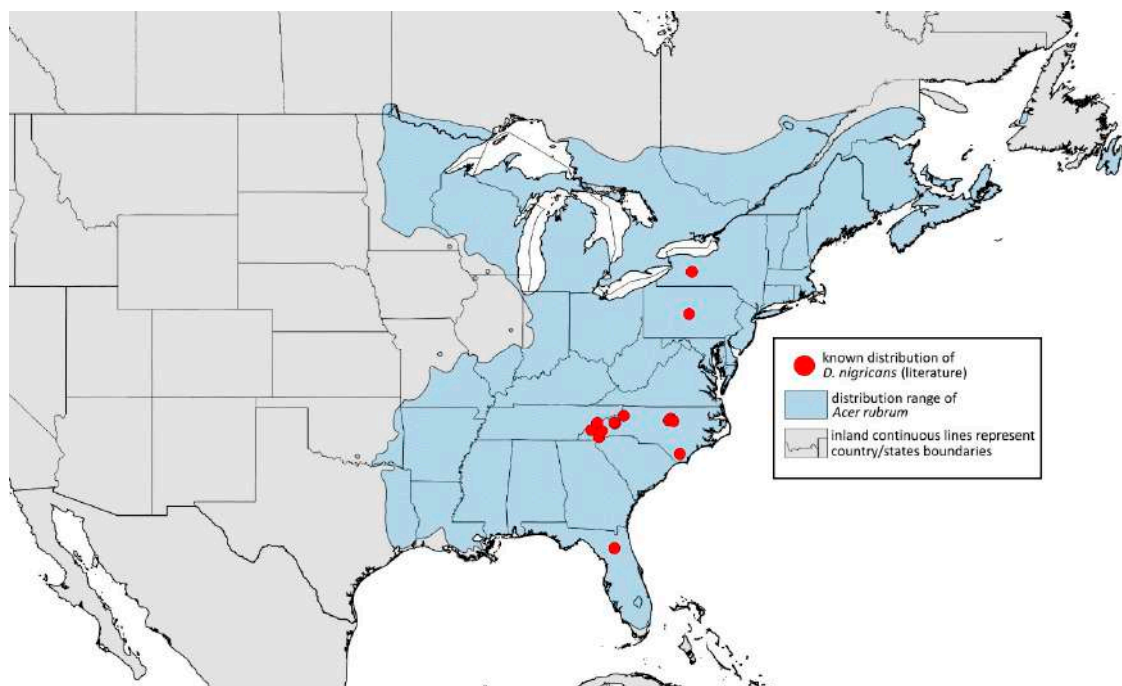 known distribution of
D. nigricans (literature)
distribution range of
Acer rubrum
inland continuous lines represent
country/states boundaries